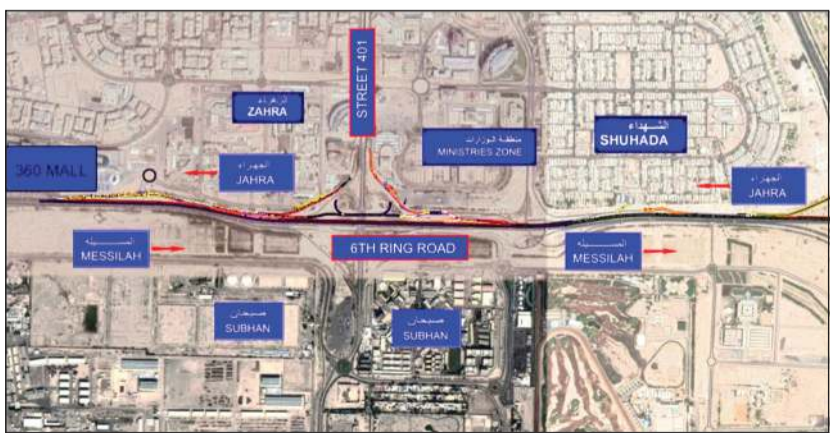 STREET 401
الزهراء
ZAHRA
منطقة الوزارات
MINISTRIES ZONE
الشهداء
SHUHADA
360 MALL
الجهراء
JAHRA
الجهراء
JAHRA
المسيله
MESSILAH
6TH RING ROAD
المسيله
MESSILAH
صبحان
SUBHAN
صبحان
SUBHAN